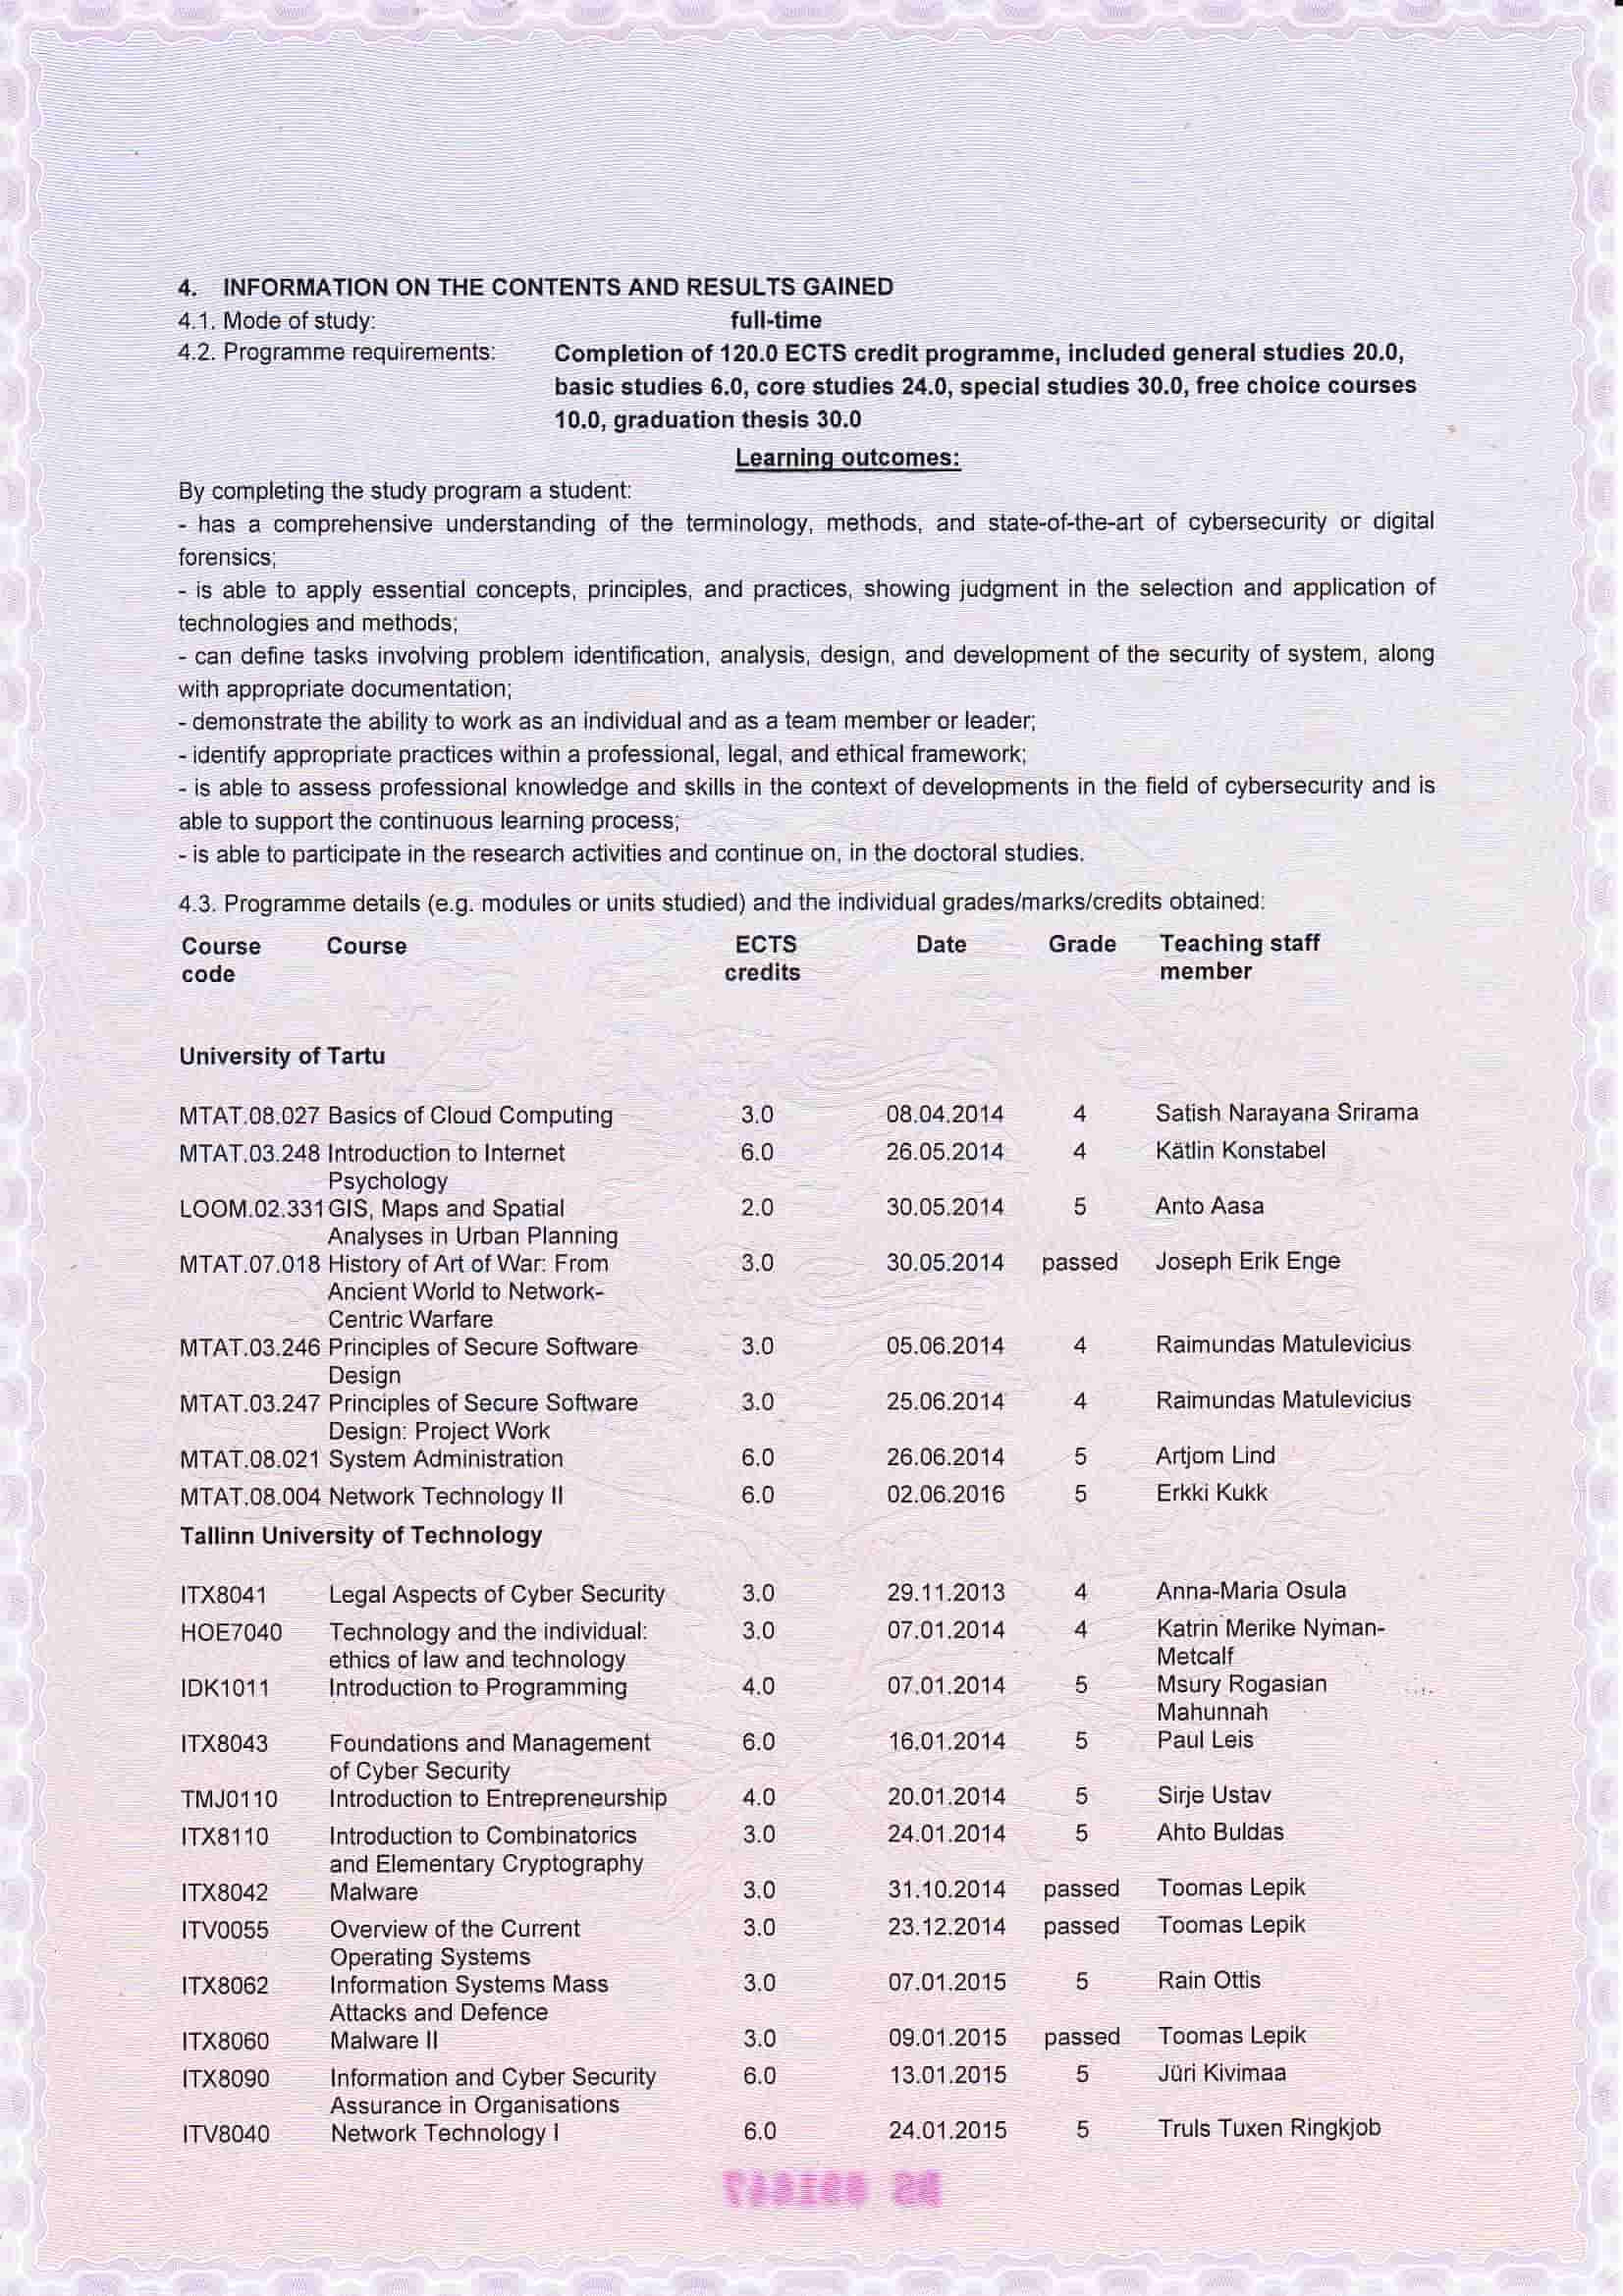 4. INFORMATION ON THE CONTENTS AND RESULTS GAINED
4.1. Mode of study: full-time
4.2. Programme requirements: Completion of 120.0 ECTS credit programme, included general studies 20.0,
basic studies 6.0, core studies 24.0, special studies 30.0, free choice courses
10.0, graduation thesis 30.0
Learning outcomes:
By completing the study program a student:
- has a comprehensive understanding of the terminology, methods, and state-of-the-art of cybersecurity or digital
forensics;
- is able to apply essential concepts, principles, and practices, showing judgment in the selection and application of
technologies and methods;
- can define tasks involving problem identification, analysis, design, and development of the security of system, along
with appropriate documentation;
- demonstrate the ability to work as an individual and as a team member or leader;
- identify appropriate practices within a professional, legal, and ethical framework;
- is able to assess professional knowledge and skills in the context of developments in the field of cybersecurity and is
able to support the continuous learning process;
- is able to participate in the research activities and continue on, in the doctoral studies.
4.3. Programme details (e.g. modules or units studied) and the individual grades/marks/credits obtained:
Course Course ECTS Date Grade Teaching staff
code credits member
University of Tartu
MTAT.08.027 Basics of Cloud Computing 3.0 08.04.2014 4 Satish Narayana Srirama
MTAT.03.248 Introduction to Internet 6.0 26.05.2014 4 Kätlin Konstabel
Psychology
LOOM.02.331 GIS, Maps and Spatial 2.0 30.05.2014 5 Anto Aasa
Analyses in Urban Planning
MTAT.07.018 History of Art of War: From 3.0 30.05.2014 passed Joseph Erik Enge
Ancient World to Network-
Centric Warfare
MTAT.03.246 Principles of Secure Software 3.0 05.06.2014 4 Raimundas Matulevicius
Design
MTAT.03.247 Principles of Secure Software 3.0 25.06.2014 4 Raimundas Matulevicius
Design: Project Work
MTAT.08.021 System Administration 6.0 26.06.2014 5 Artjom Lind
MTAT.08.004 Network Technology II 6.0 02.06.2016 5 Erkki Kukk
Tallinn University of Technology
ITX8041 Legal Aspects of Cyber Security 3.0 29.11.2013 4 Anna-Maria Osula
HOE7040 Technology and the individual: 3.0 07.01.2014 4 Katrin Merike Nyman-
ethics of law and technology Metcalf
IDK1011 Introduction to Programming 4.0 07.01.2014 5 Msury Rogasian
Mahunnah
ITX8043 Foundations and Management 6.0 16.01.2014 5 Paul Leis
of Cyber Security
TMJ0110 Introduction to Entrepreneurship 4.0 20.01.2014 5 Sirje Ustav
ITX8110 Introduction to Combinatorics 3.0 24.01.2014 5 Ahto Buldas
and Elementary Cryptography
ITX8042 Malware 3.0 31.10.2014 passed Toomas Lepik
ITV0055 Overview of the Current 3.0 23.12.2014 passed Toomas Lepik
Operating Systems
ITX8062 Information Systems Mass 3.0 07.01.2015 5 Rain Ottis
Attacks and Defence
ITX8060 Malware II 3.0 09.01.2015 passed Toomas Lepik
ITX8090 Information and Cyber Security 6.0 13.01.2015 5 Jüri Kivimaa
Assurance in Organisations
ITV8040 Network Technology I 6.0 24.01.2015 5 Truls Tuxen Ringkjob